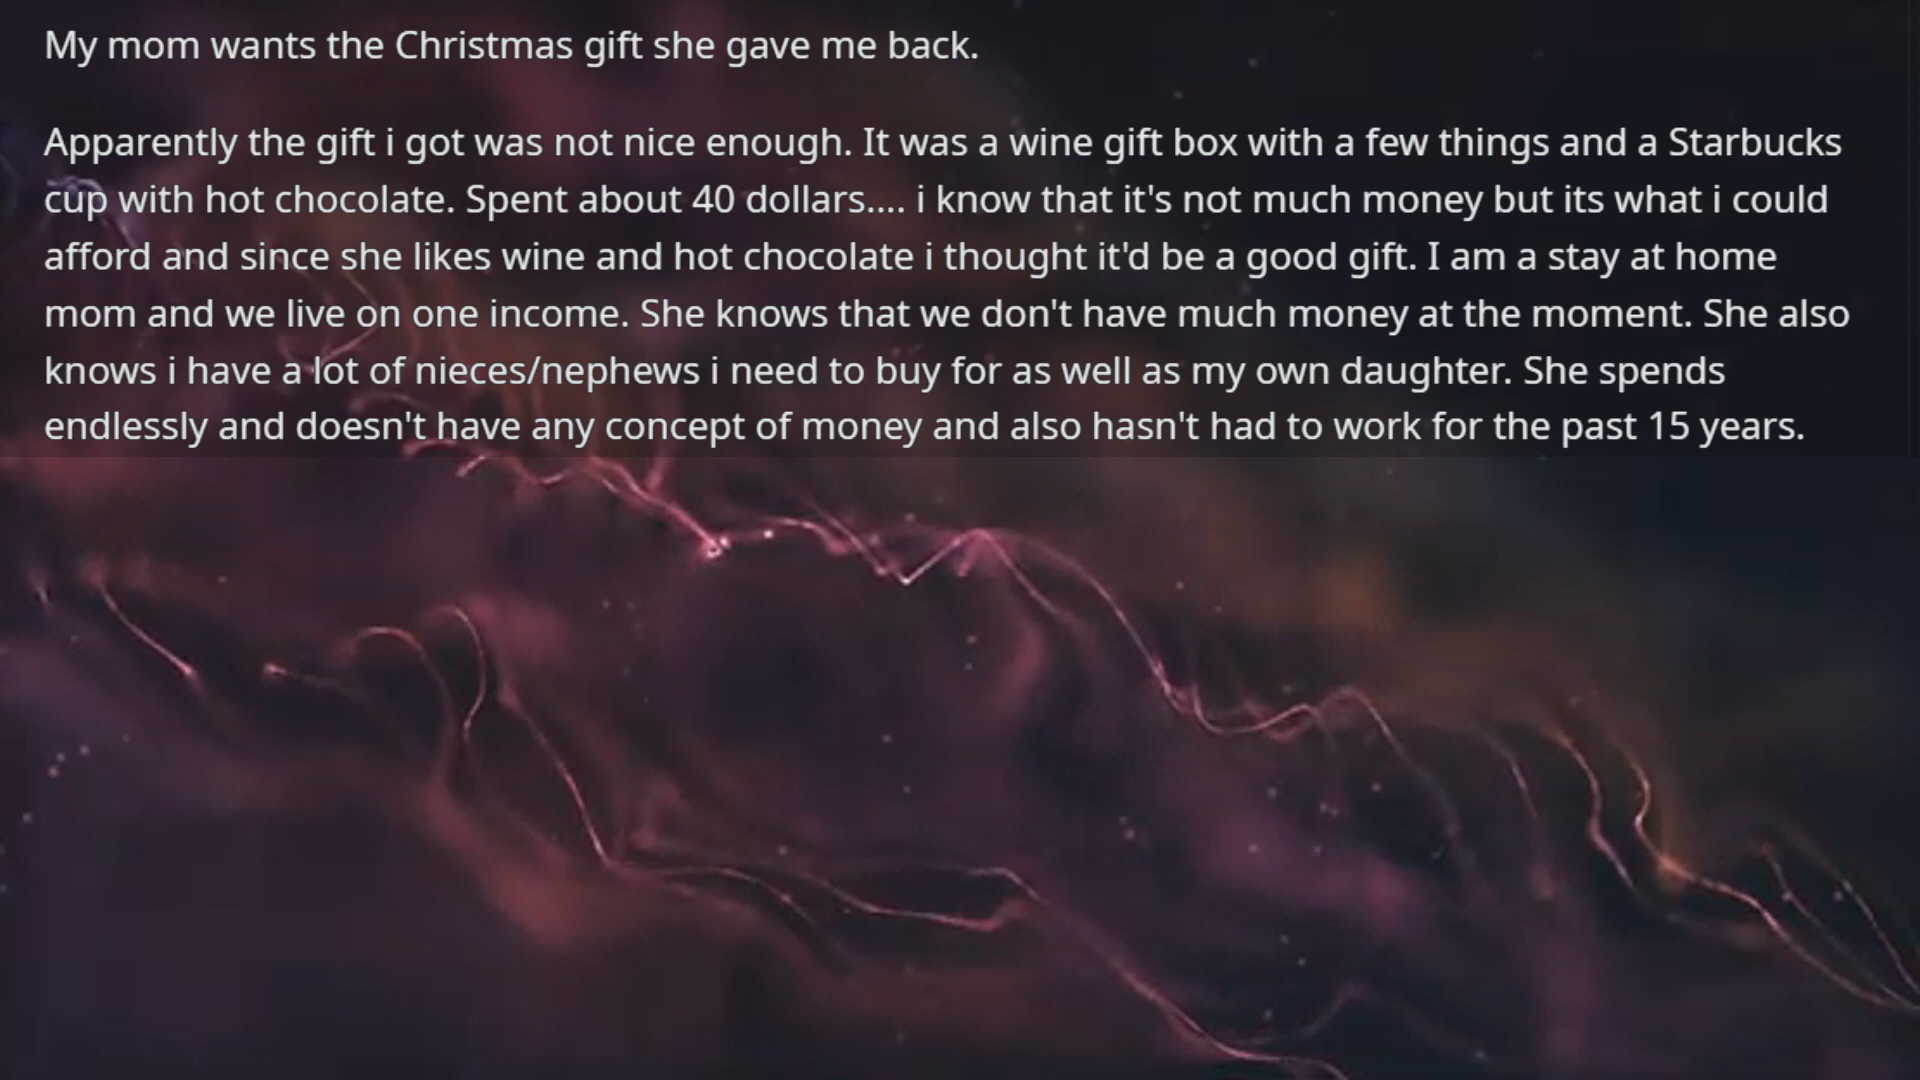 My mom wants the Christmas gift she gave me back.
Apparently the gift i got was not nice enough. It was a wine gift box with a few things and a Starbucks
cup with hot chocolate. Spent about 40 dollars.... i know that it's not much money but its what i could
afford and since she likes wine and hot chocolate i thought it'd be a good gift. I am a stay at home
mom and we live on one income. She knows that we don't have much money at the moment. She also
knows i have a lot of nieces/nephews i need to buy for as well as my own daughter. She spends
endlessly and doesn't have any concept of money and also hasn't had to work for the past 15 years.